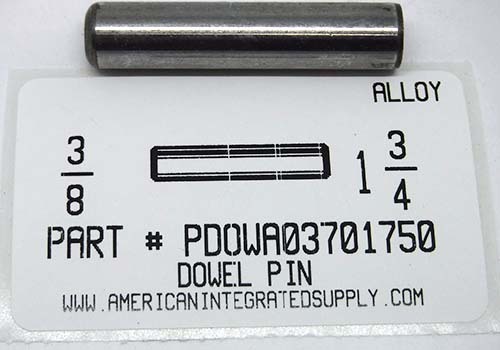 ALLOY
3/8
1 3/4
PART # PDOWA03701750
DOWEL PIN
WWW.AMERICANINTEGRATEDSUPPLY.COM